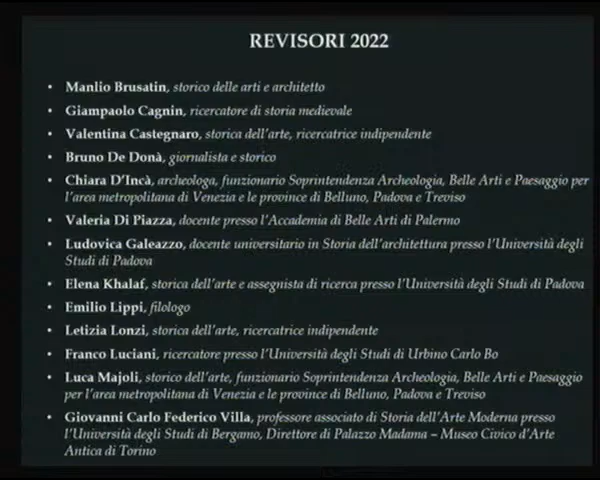 REVISORI 2022
• Manlio Brusatin, storico delle arti e architetto
• Giampaolo Cagnin, ricercatore di storia medievale
• Valentina Castegnaro, storica dell'arte, ricercatrice indipendente
• Bruno De Donà, giornalista e storico
• Chiara D'Incà, archeologa, funzionario Soprintendenza Archeologia, Belle Arti e Paesaggio per
l'area metropolitana di Venezia e le province di Belluno, Padova e Treviso
• Valeria Di Piazza, docente presso l'Accademia di Belle Arti di Palermo
• Ludovica Galeazzo, docente universitario in Storia dell'architettura presso l'Università degli
Studi di Padova
• Elena Khalaf, storica dell'arte e assegnista di ricerca presso l'Università degli Studi di Padova
• Emilio Lippi, filologo
• Letizia Lonzi, storica dell'arte, ricercatrice indipendente
• Franco Luciani, ricercatore presso l'Università degli Studi di Urbino Carlo Bo
• Luca Majoli, storico dell'arte, funzionario Soprintendenza Archeologia, Belle Arti e Paesaggio
per l'area metropolitana di Venezia e le province di Belluno, Padova e Treviso
• Giovanni Carlo Federico Villa, professore associato di Storia dell'Arte Moderna presso
l'Università degli Studi di Bergamo, Direttore di Palazzo Madama – Museo Civico d'Arte
Antica di Torino